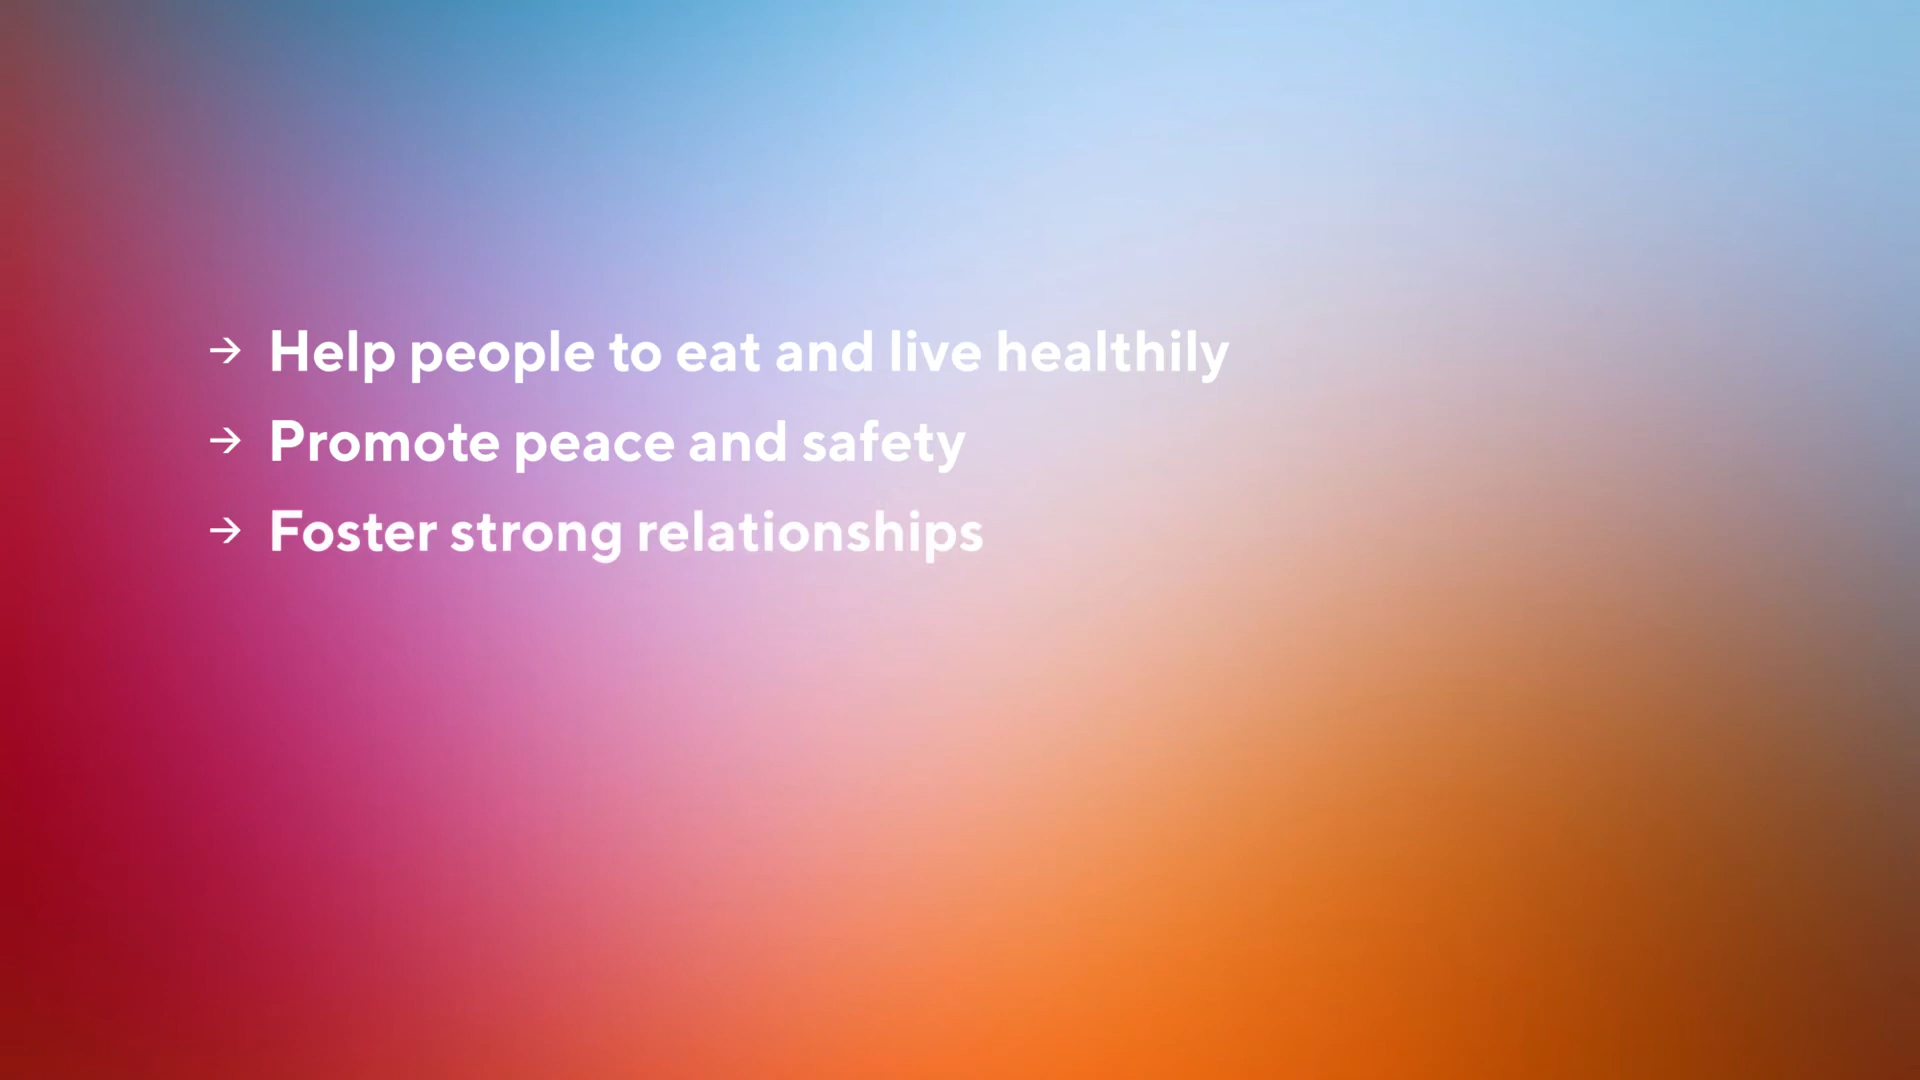 → Help people to eat and live healthily
→ Promote peace and safety
→ Foster strong relationships